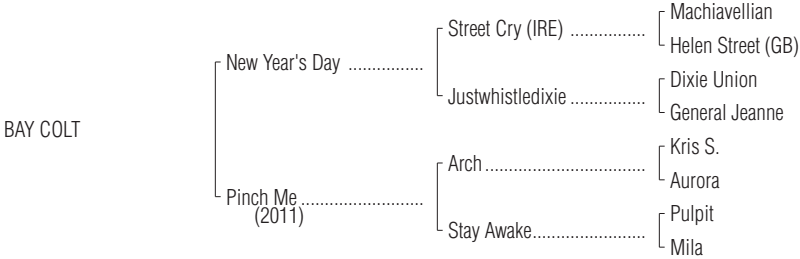 Machiavellian
Street Cry (IRE) ................
Helen Street (GB)
New Year's Day ................
Dixie Union
Justwhistledixie ................
General Jeanne
BAY COLT
Kris S.
Arch ..................................
Aurora
Pinch Me ..........................
(2011)
Pulpit
Stay Awake........................
Mila